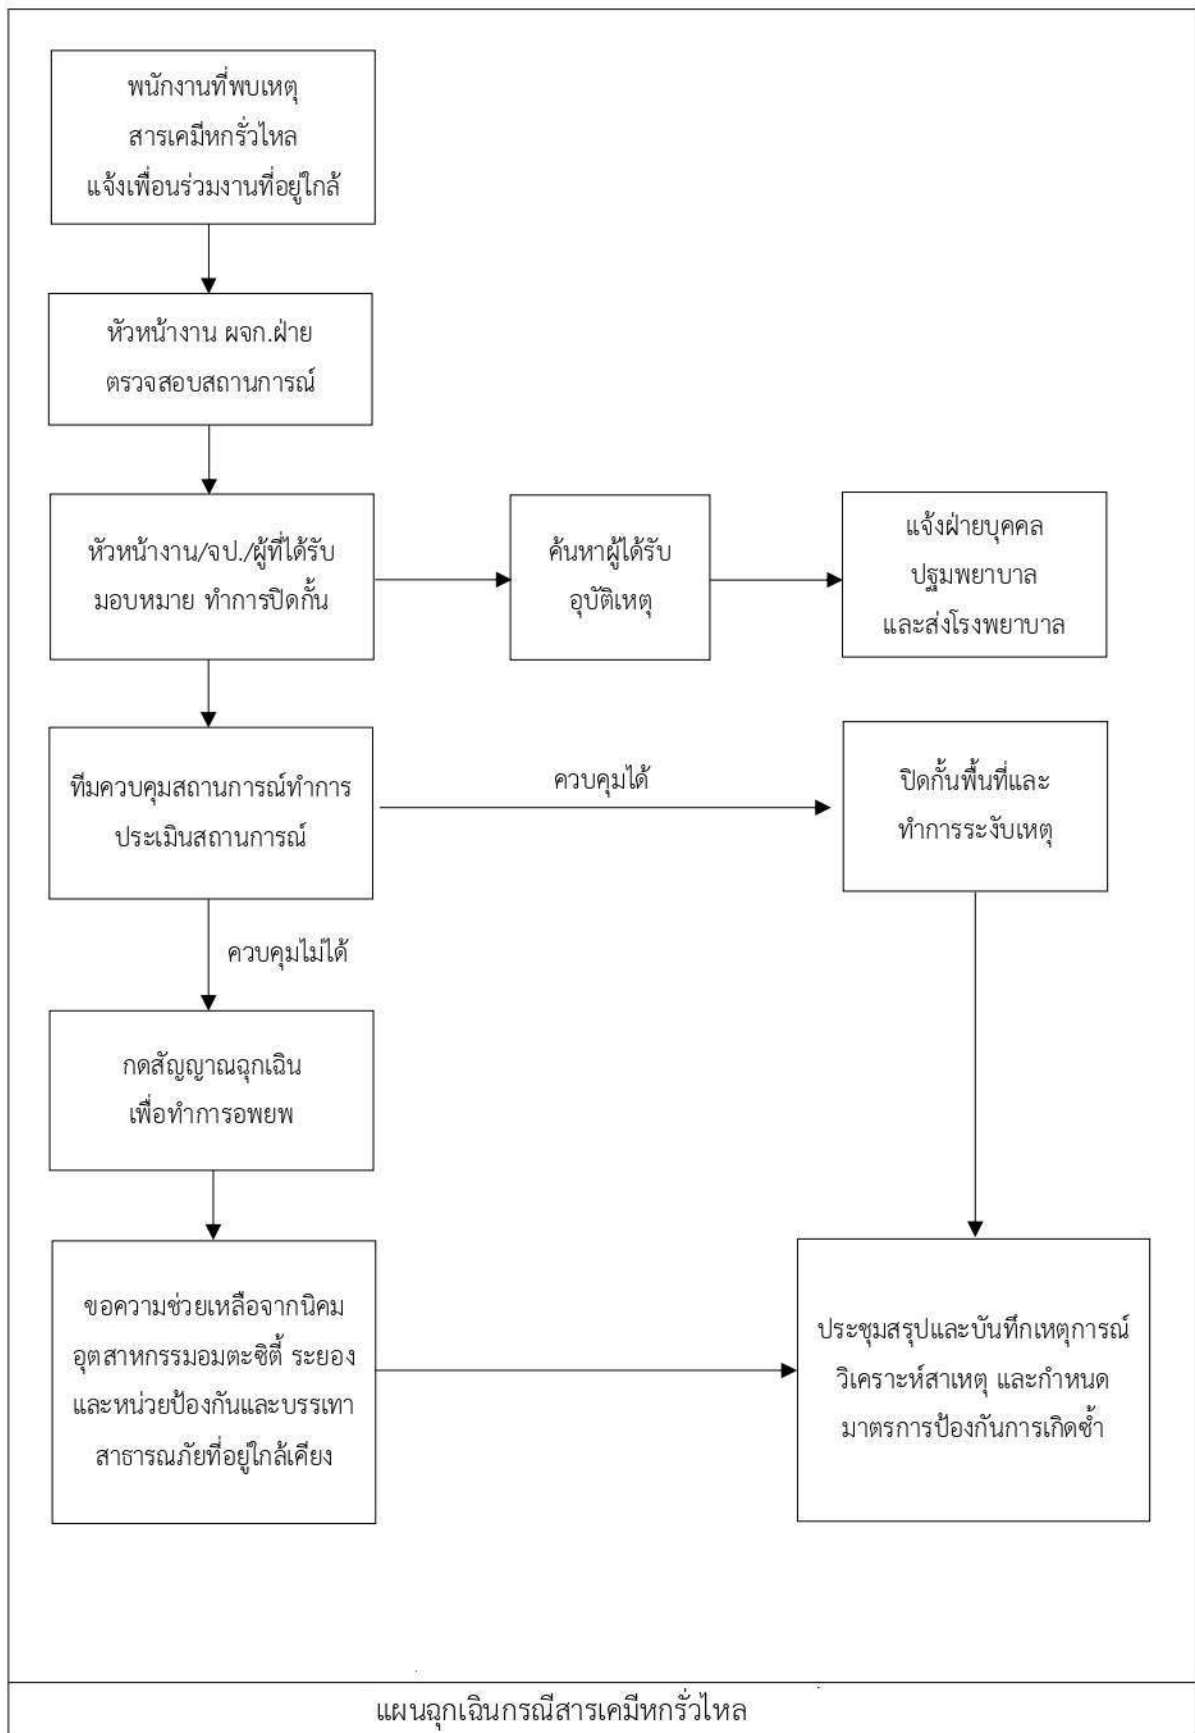 พนักงานที่พบเหตุ
สารเคมีหกรั่วไหล
แจ้งเพื่อนร่วมงานที่อยู่ใกล้
หัวหน้างาน ผจก.ฝ่าย
ตรวจสอบสถานการณ์
หัวหน้างาน/จป./ผู้ที่ได้รับ
มอบหมาย ทำการปิดกั้น
ค้นหาผู้ได้รับ
อุบัติเหตุ
แจ้งฝ่ายบุคคล
ปฐมพยาบาล
และส่งโรงพยาบาล
ทีมควบคุมสถานการณ์ทำการ
ประเมินสถานการณ์
ควบคุมได้
ปิดกั้นพื้นที่และ
ทำการระงับเหตุ
ควบคุมไม่ได้
กดสัญญาณฉุกเฉิน
เพื่อทำการอพยพ
ขอความช่วยเหลือจากนิคม
อุตสาหกรรมอมตะซิตี้ ระยอง
และหน่วยป้องกันและบรรเทา
สาธารณภัยที่อยู่ใกล้เคียง
ประชุมสรุปและบันทึกเหตุการณ์
วิเคราะห์สาเหตุ และกำหนด
มาตรการป้องกันการเกิดซ้ำ
แผนฉุกเฉินกรณีสารเคมีหกรั่วไหล